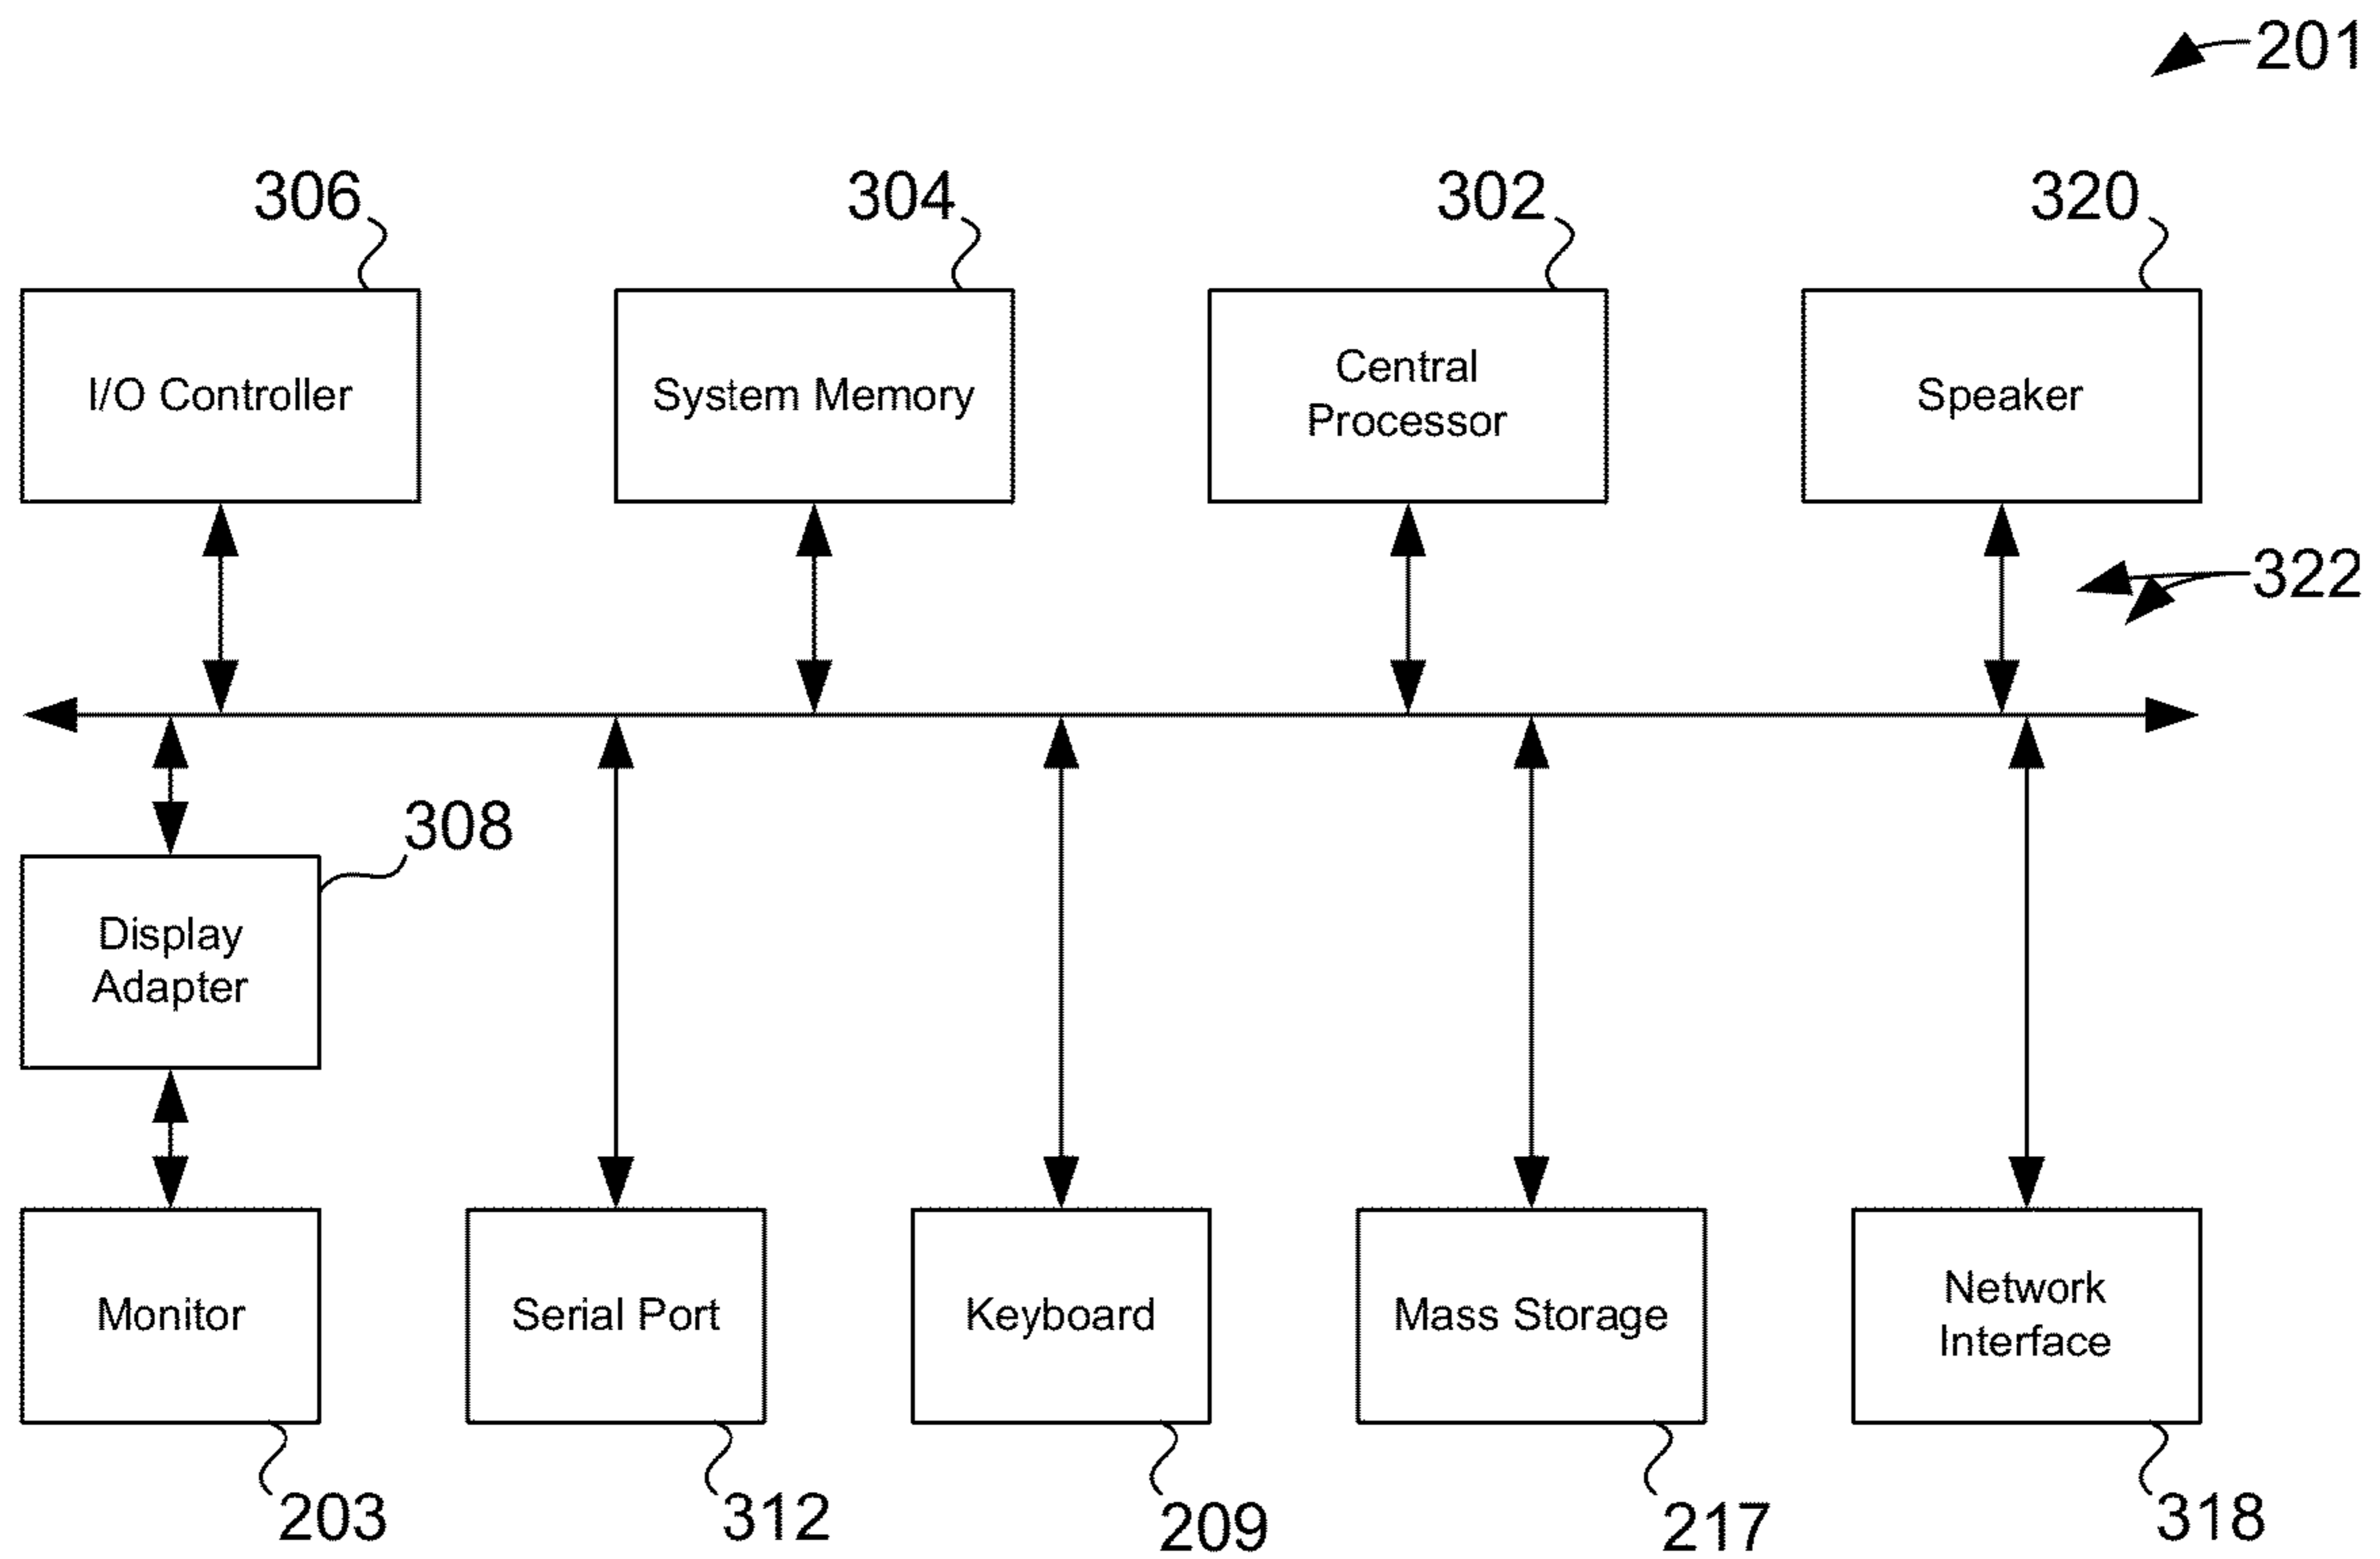 201
306
304
302
320
I/O Controller
System Memory
Central
Processor
Speaker
322
308
Display
Adapter
Monitor
Serial Port
Keyboard
Mass Storage
Network
Interface
203
312
209
217
318